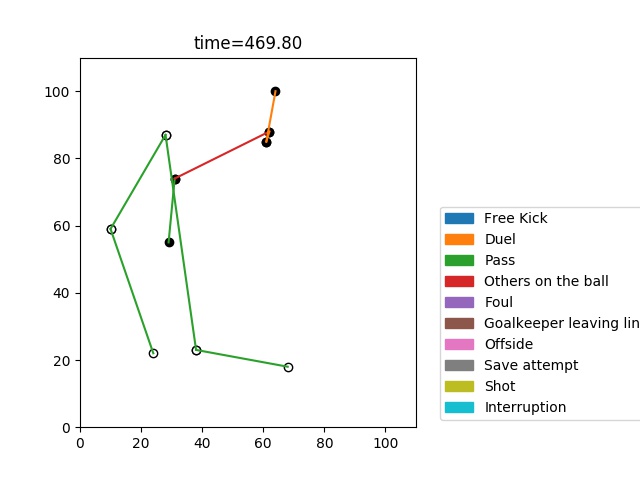 time=469.80
100
80
60
40
20
0
0 20 40 60 80 100
Free Kick
Duel
Pass
Others on the ball
Foul
Goalkeeper leaving lin
Offside
Save attempt
Shot
Interruption